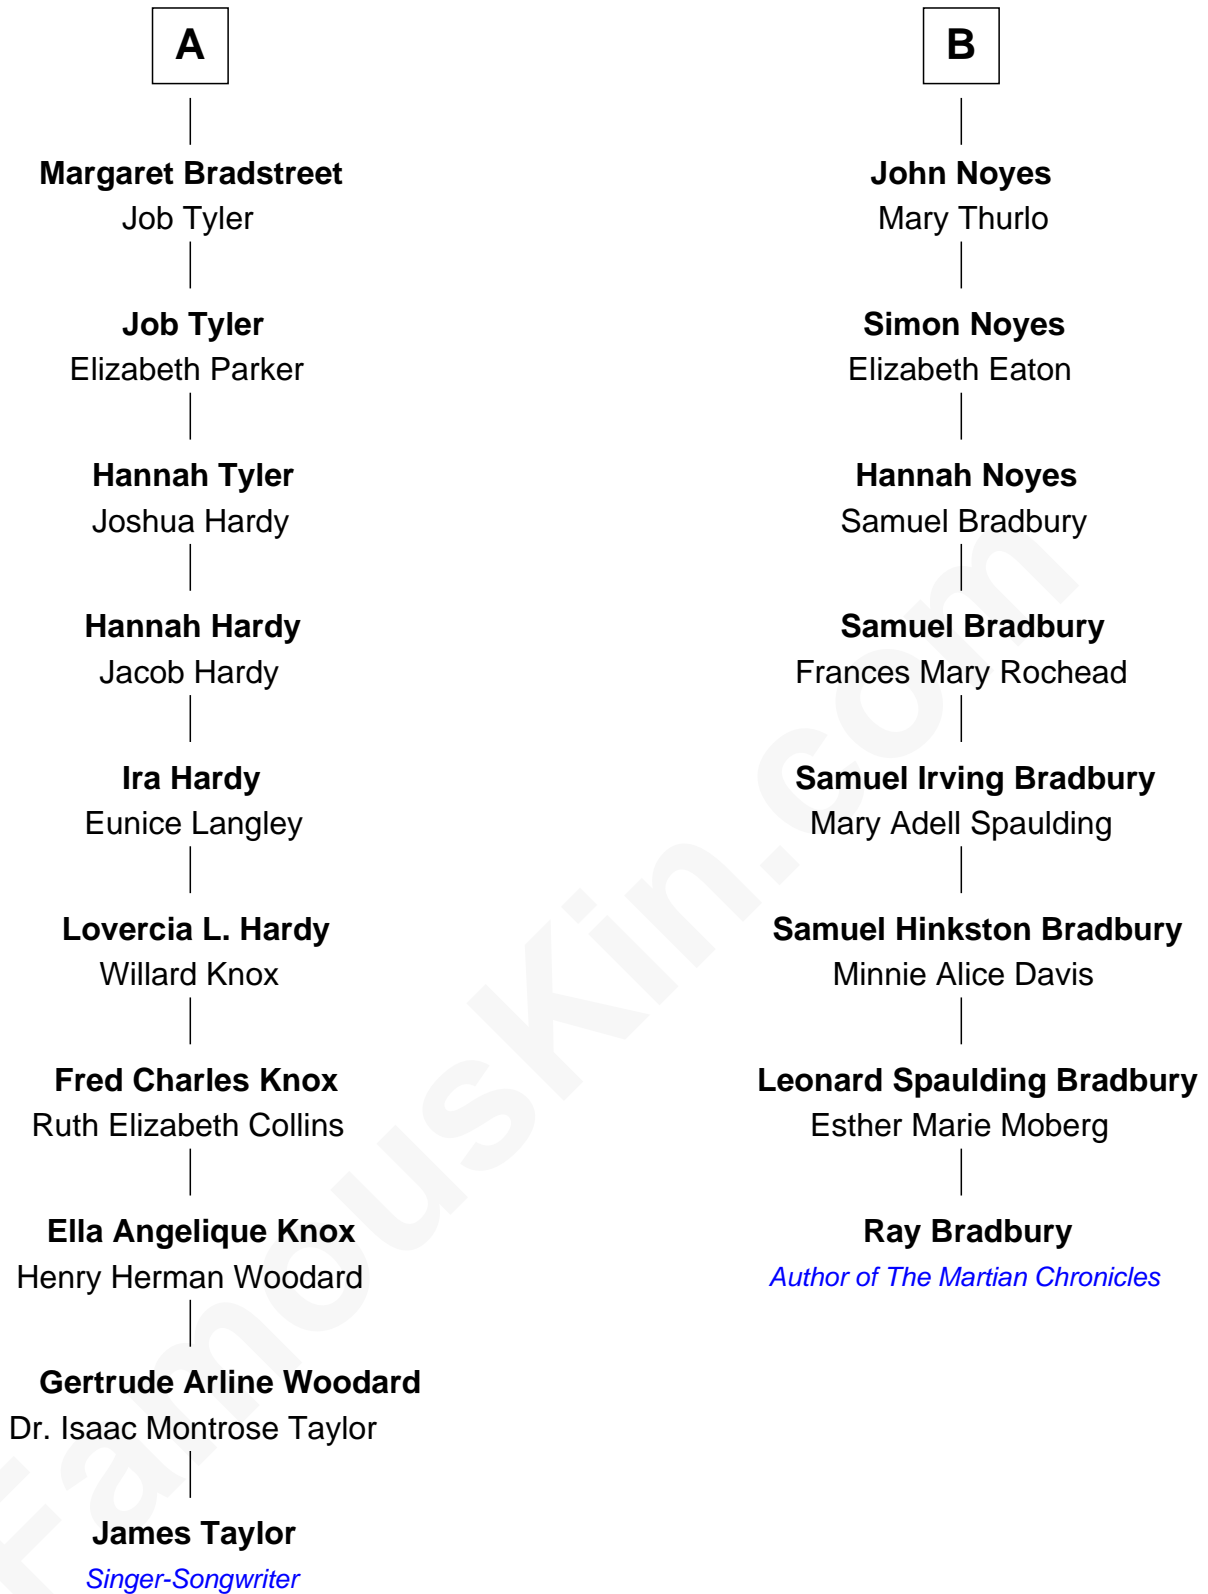 A
Margaret Bradstreet
Job Tyler
Job Tyler
Elizabeth Parker
Hannah Tyler
Joshua Hardy
Hannah Hardy
Jacob Hardy
Ira Hardy
Eunice Langley
Lovercia L. Hardy
Willard Knox
Fred Charles Knox
Ruth Elizabeth Collins
Ella Angelique Knox
Henry Herman Woodard
Gertrude Arline Woodard
Dr. Isaac Montrose Taylor
James Taylor
Singer-Songwriter
B
John Noyes
Mary Thurlo
Simon Noyes
Elizabeth Eaton
Hannah Noyes
Samuel Bradbury
Samuel Bradbury
Frances Mary Rochead
Samuel Irving Bradbury
Mary Adell Spaulding
Samuel Hinkston Bradbury
Minnie Alice Davis
Leonard Spaulding Bradbury
Esther Marie Moberg
Ray Bradbury
Author of The Martian Chronicles
FamousKin.com